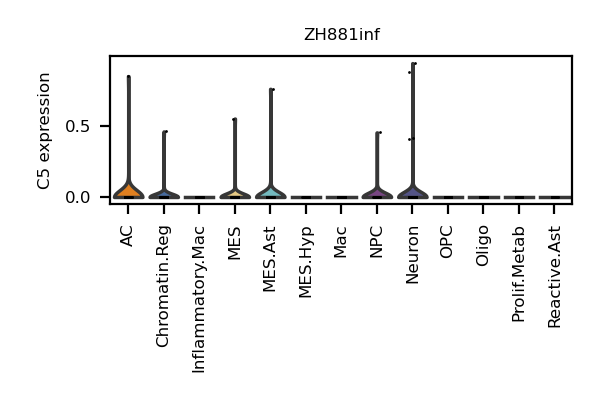 ZH881inf
C5 expression
0.5
0.0
AC
Chromatin.Reg
Inflammatory.Mac
MES
MES.Ast
MES.Hyp
Mac
NPC
Neuron
OPC
Oligo
Prolif.Metab
Reactive.Ast